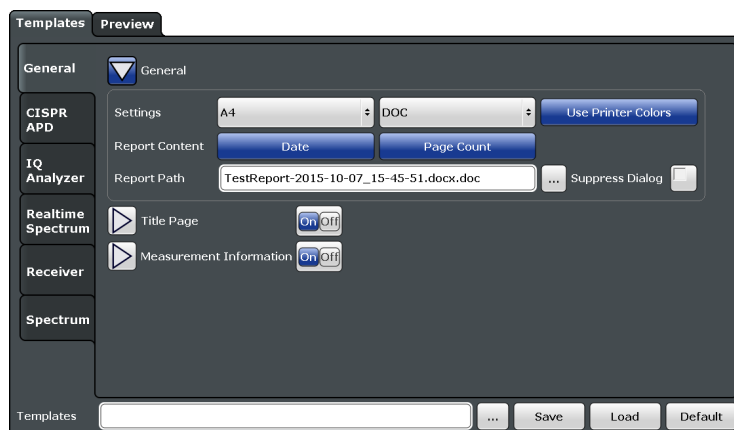 Templates Preview
General
General
Settings A4 DOC Use Printer Colors
CISPR
APD
Report Content Date Page Count
IQ
Analyzer
Report Path TestReport-2015-10-07_15-45-51.docx.doc ... Suppress Dialog
Realtime
Spectrum
Title Page On Off
Measurement Information On Off
Receiver
Spectrum
Templates ... Save Load Default